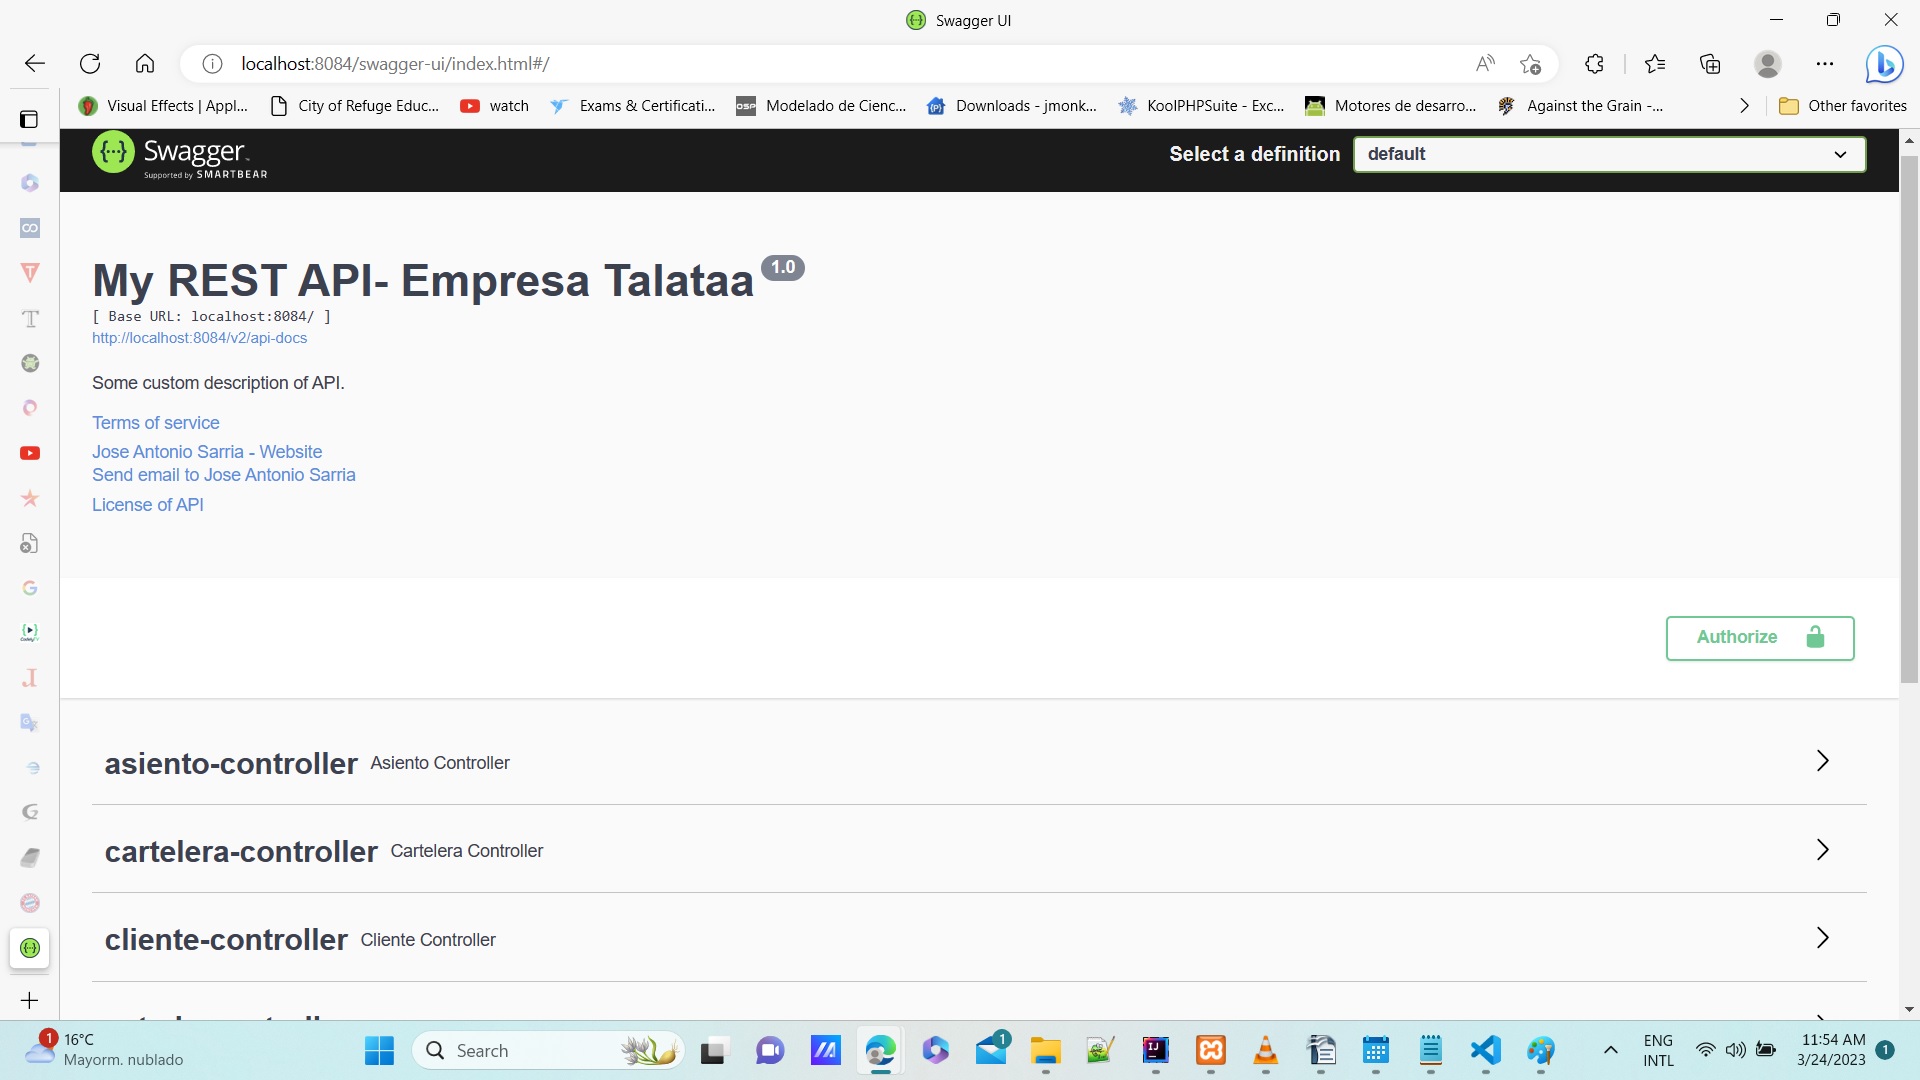 Swagger UI
localhost:8084/swagger-ui/index.html#/
Visual Effects | Appl... City of Refuge Educ... watch Exams & Certificati... Modelado de Cienc... Downloads - jmonk... KoolPHPSuite - Exc... Motores de desarro... Against the Grain -... Other favorites
Swagger
Supported by SMARTBEAR
Select a definition default
My REST API- Empresa Talataa 1.0
[ Base URL: localhost:8084/ ]
http://localhost:8084/v2/api-docs
Some custom description of API.
Terms of service
Jose Antonio Sarria - Website
Send email to Jose Antonio Sarria
License of API
Authorize
asiento-controller Asiento Controller
cartelera-controller Cartelera Controller
cliente-controller Cliente Controller
1 16°C
Mayorm. nublado
Search
1
ENG
INTL
11:54 AM
3/24/2023
1